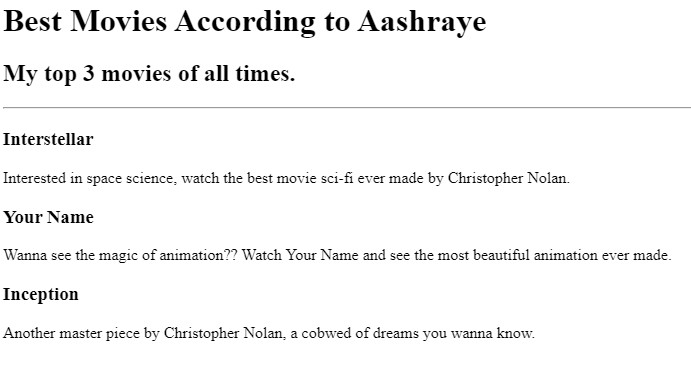 Best Movies According to Aashraye
My top 3 movies of all times.
Interstellar
Interested in space science, watch the best movie sci-fi ever made by Christopher Nolan.
Your Name
Wanna see the magic of animation?? Watch Your Name and see the most beautiful animation ever made.
Inception
Another master piece by Christopher Nolan, a cobwed of dreams you wanna know.